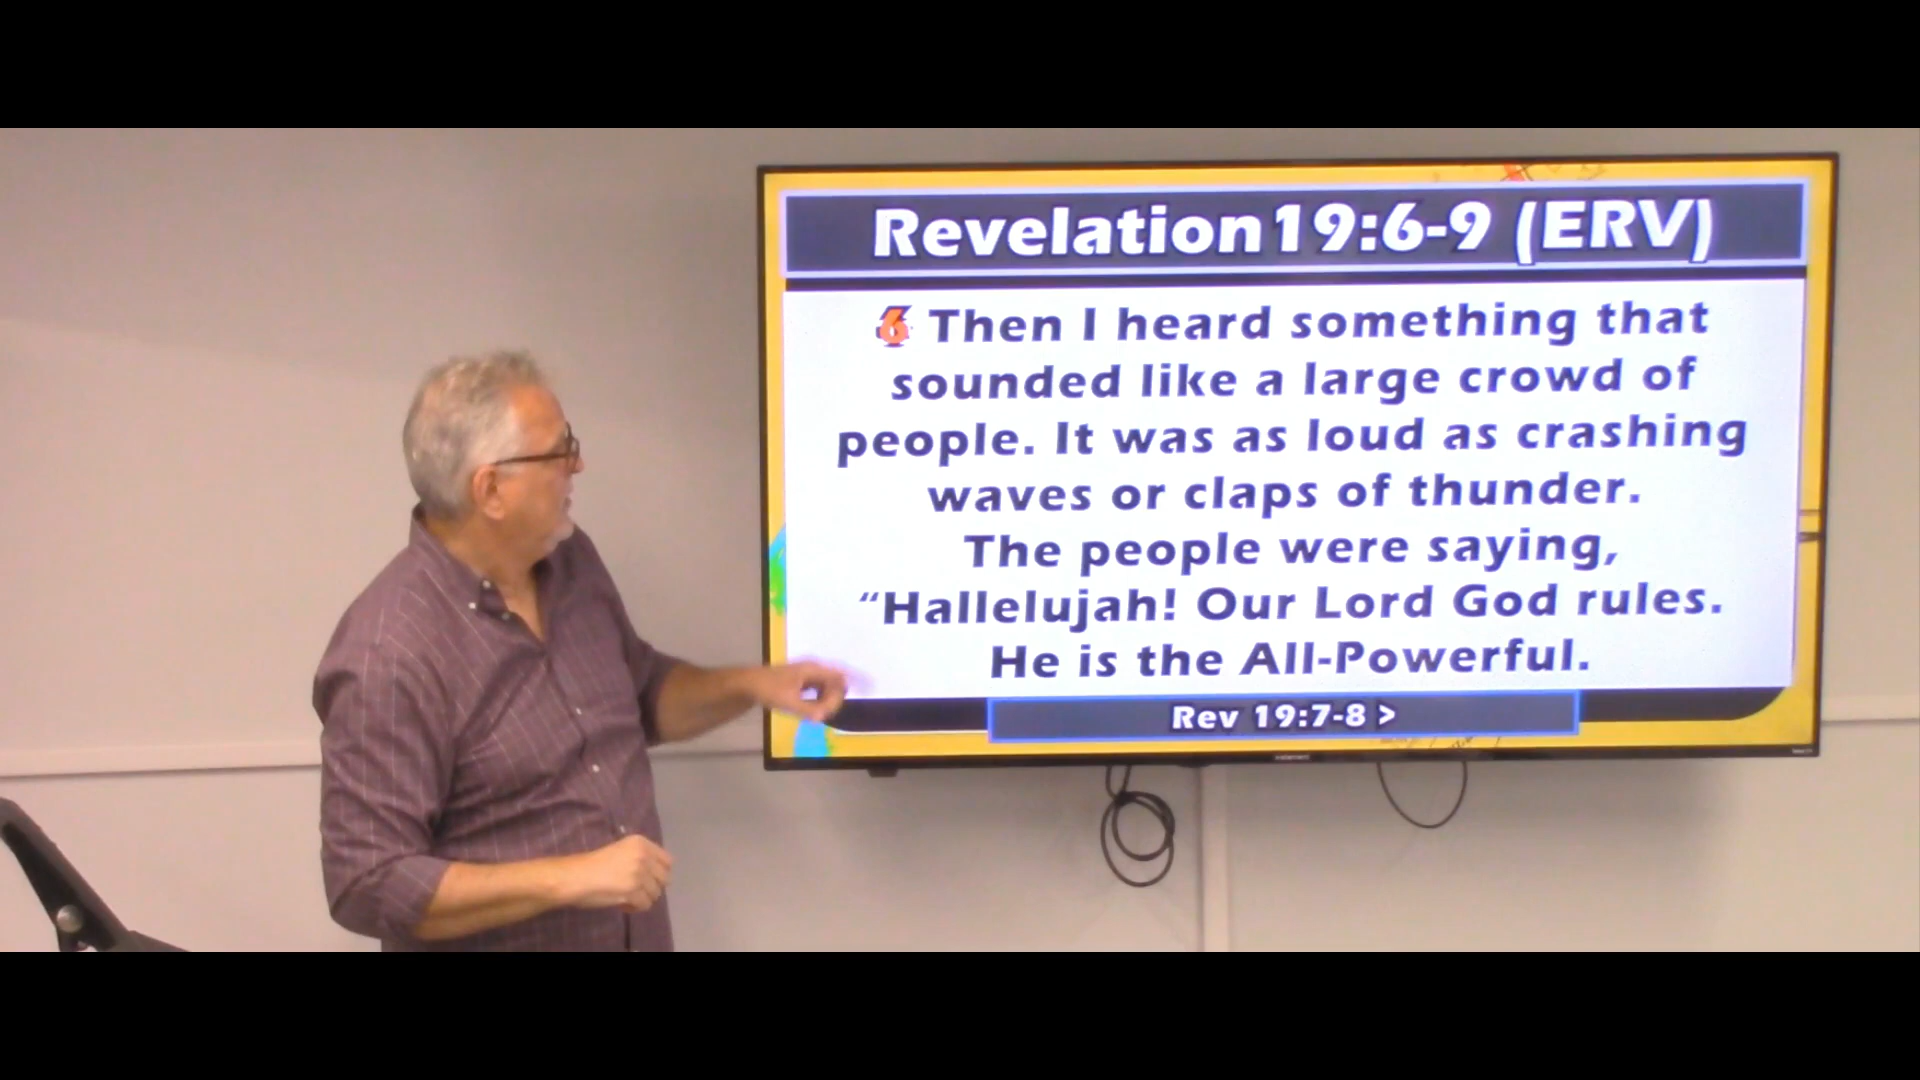 Revelation 19:6-9 (ERV)
6 Then I heard something that
sounded like a large crowd of
people. It was as loud as crashing
waves or claps of thunder.
The people were saying,
“Hallelujah! Our Lord God rules.
He is the All-Powerful.
Rev 19:7-8 >